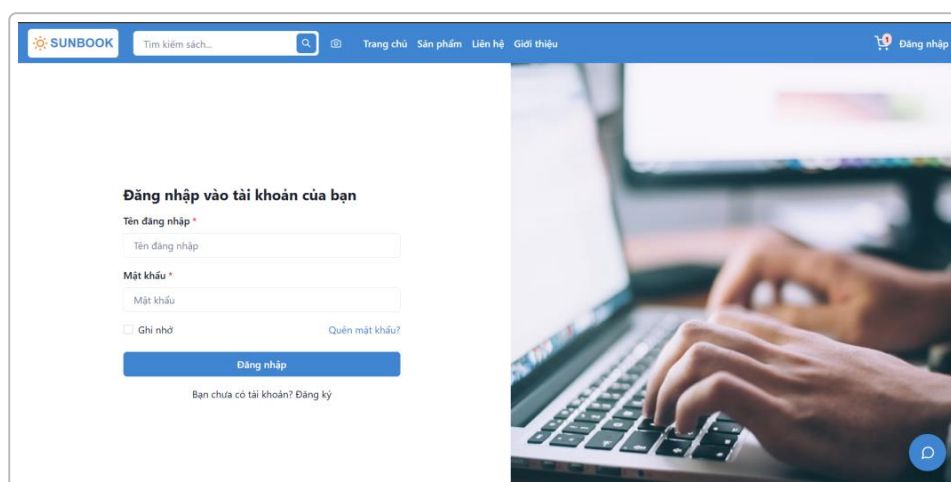 SUNBOOK
Tìm kiếm sách...
Trang chủ Sản phẩm Liên hệ Giới thiệu
1
Đăng nhập
Đăng nhập vào tài khoản của bạn
Tên đăng nhập *
Tên đăng nhập
Mật khẩu *
Mật khẩu
Ghi nhớ
Quên mật khẩu?
Đăng nhập
Bạn chưa có tài khoản? Đăng ký